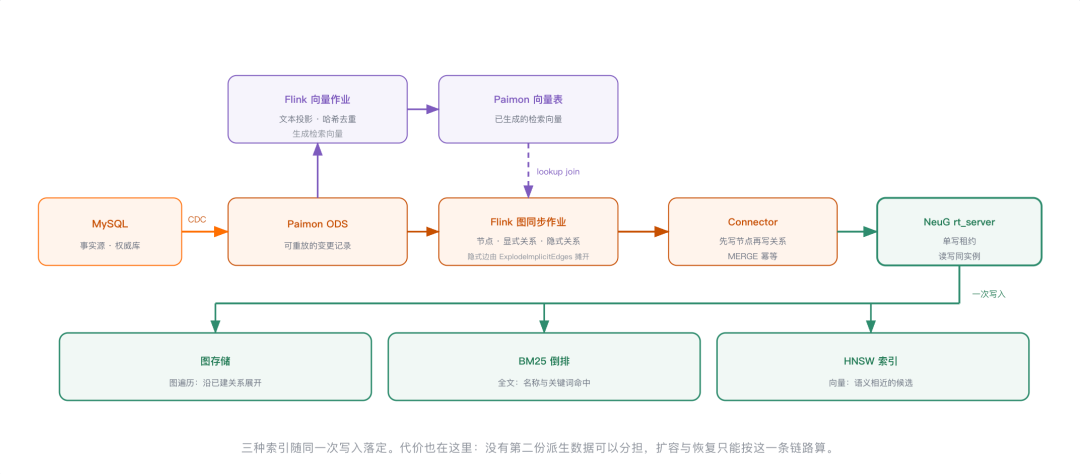 Flink 向量作业
文本投影 · 哈希去重
生成检索向量
Paimon 向量表
已生成的检索向量
lookup join
MySQL
事实源 · 权威库
CDC
Paimon ODS
可重放的变更记录
Flink 图同步作业
节点 · 显式关系 · 隐式关系
隐式边由 ExplodeImplicitEdges 摊开
Connector
先写节点再写关系
MERGE 幂等
NeuG rt_server
单写租约
读写同实例
一次写入
图存储
图遍历：沿已建关系展开
BM25 倒排
全文：名称与关键词命中
HNSW 索引
向量：语义相近的候选
三种索引随同一次写入落定。代价也在这里：没有第二份派生数据可以分担，扩容与恢复只能按这一条链路算。